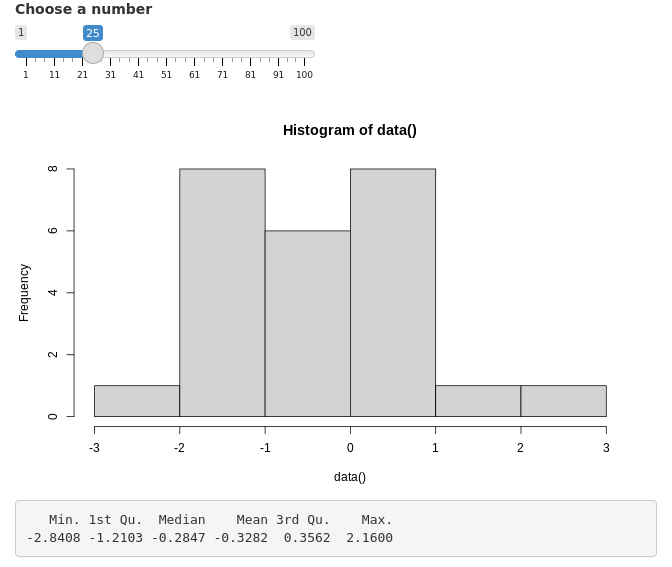 Choose a number
1 25 100
1 11 21 31 41 51 61 71 81 91 100
Histogram of data()
Frequency
8
6
4
2
0
-3 -2 -1 0 1 2 3
data()
Min. 1st Qu. Median Mean 3rd Qu. Max.
-2.8408 -1.2103 -0.2847 -0.3282 0.3562 2.1600